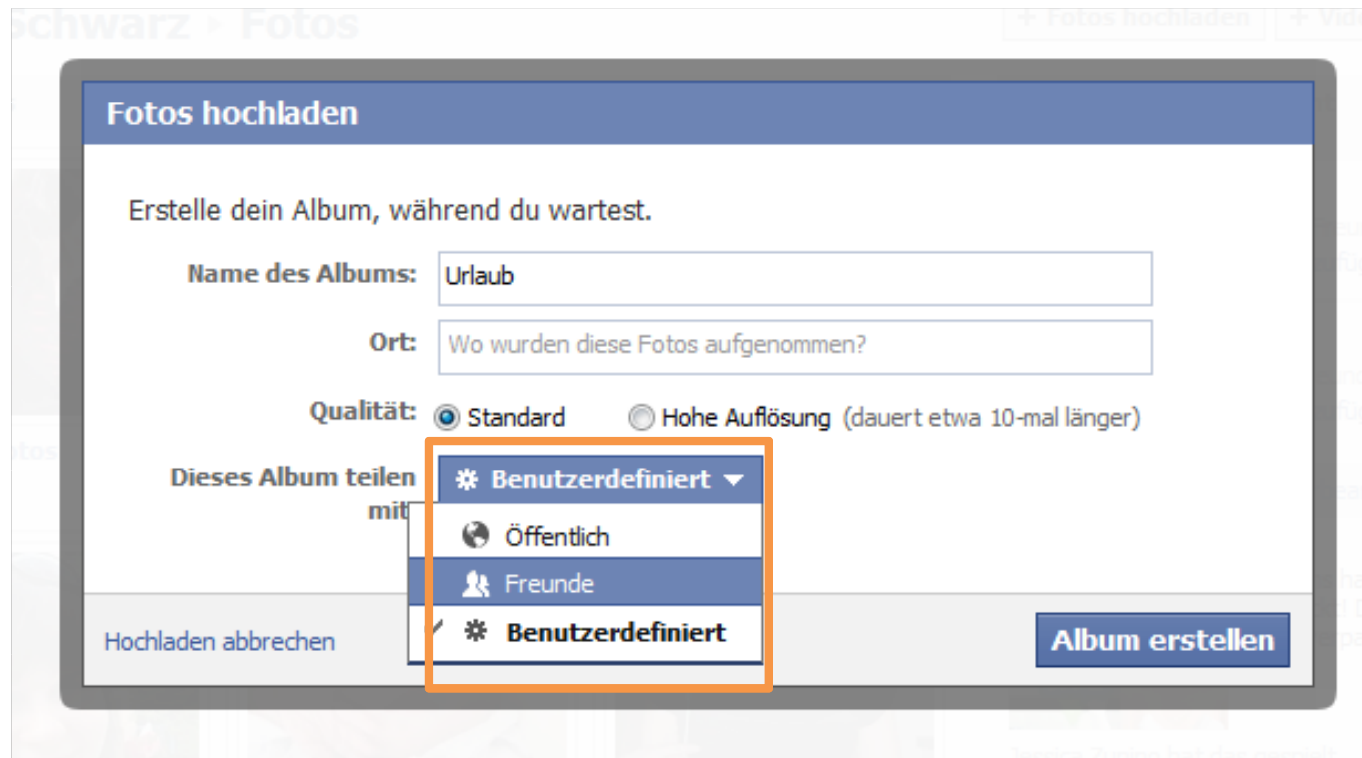 Schwarz ▸ Fotos
+ Fotos hochladen
+ Vide
Fotos hochladen
Erstelle dein Album, während du wartest.
Name des Albums: Urlaub
Ort: Wo wurden diese Fotos aufgenommen?
Qualität: Standard Hohe Auflösung (dauert etwa 10-mal länger)
Dieses Album teilen Benutzerdefiniert
mit
Öffentlich
Freunde
Benutzerdefiniert
Hochladen abbrechen
Album erstellen